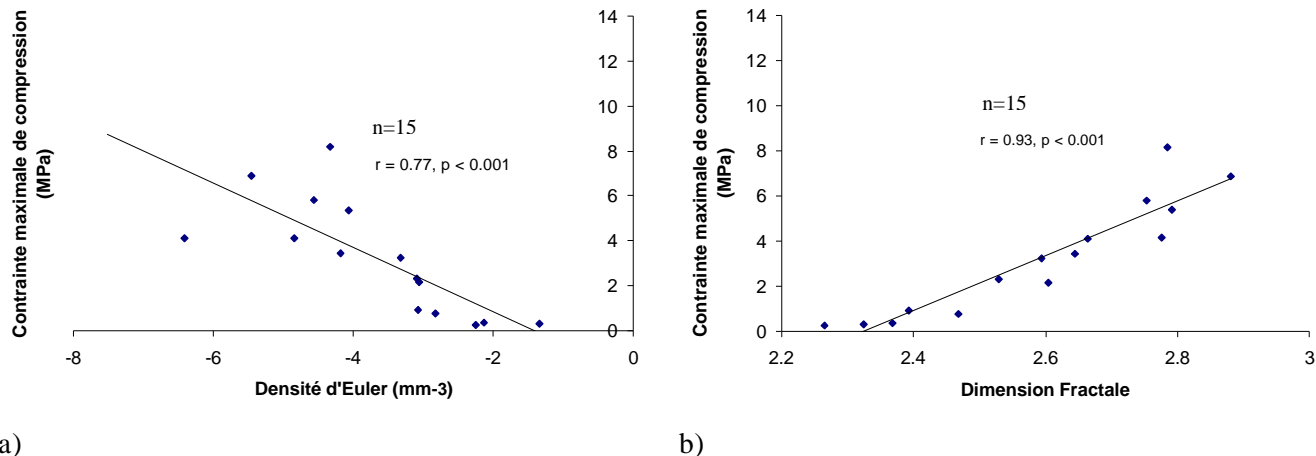 Contrainte maximale de compression
(MPa)
14
12
10
8
6
4
2
0
n=15
r = 0.77, p < 0.001
-8
-6
-4
-2
0
Densité d'Euler (mm-3)
a)
Contrainte maximale de compression
(MPa)
14
12
10
8
6
4
2
0
n=15
r = 0.93, p < 0.001
2.2
2.4
2.6
2.8
3
Dimension Fractale
b)